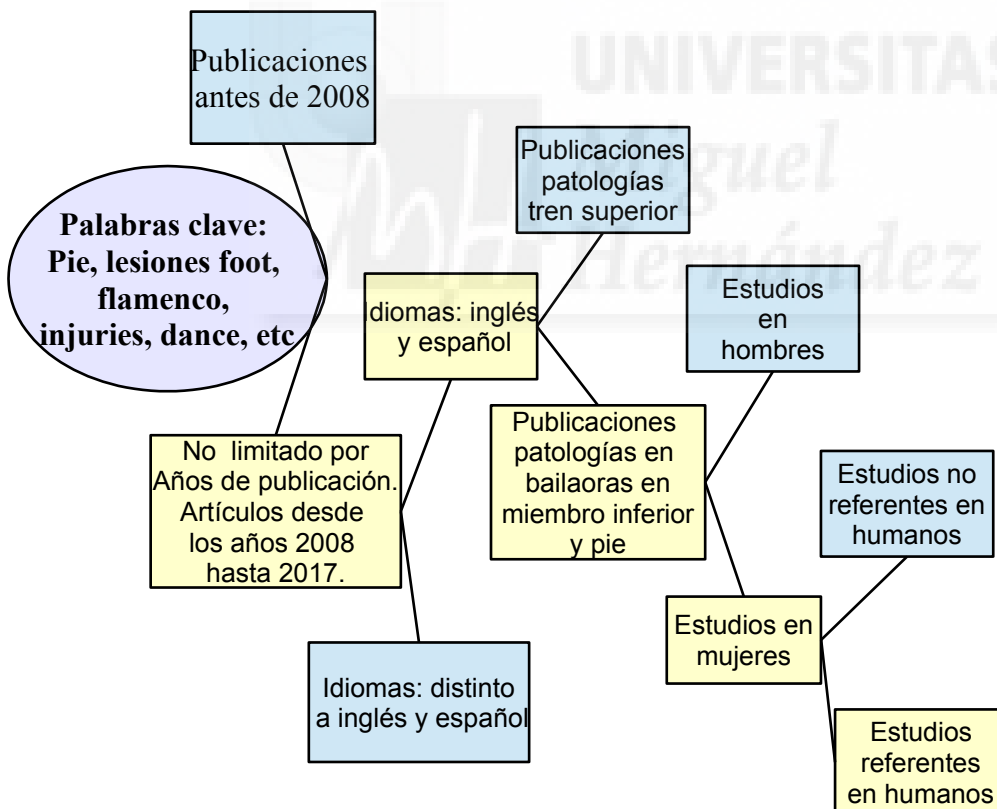 UNIVERSITAS
Miguel
Hernández
Publicaciones
antes de 2008
Palabras clave:
Pie, lesiones foot,
flamenco,
injuries, dance, etc
Publicaciones
patologías
tren superior
Idiomas: inglés
y español
Estudios
en
hombres
No limitado por
Años de publicación.
Artículos desde
los años 2008
hasta 2017.
Publicaciones
patologías en
bailaoras en
miembro inferior
y pie
Estudios no
referentes en
humanos
Estudios en
mujeres
Idiomas: distinto
a inglés y español
Estudios
referentes
en humanos